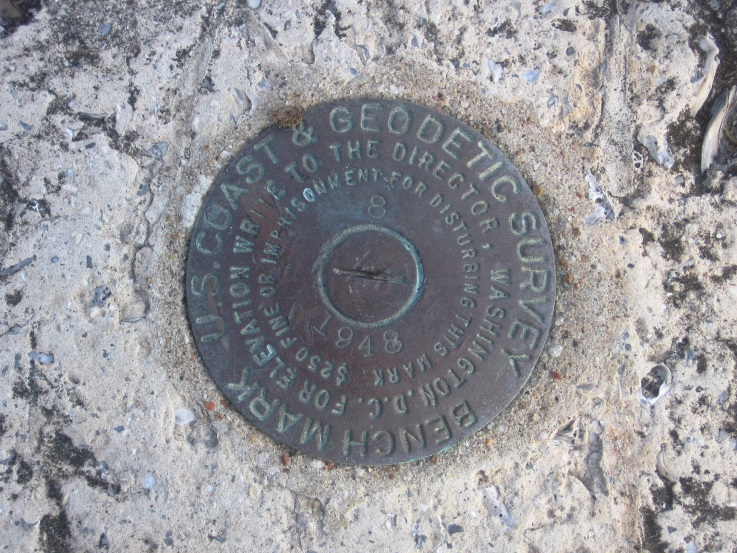 U.S. COAST & GEODETIC SURVEY
BENCH MARK
FOR ELEVATION WRITE TO THE DIRECTOR, WASHINGTON, D.C.
$250 FINE OR IMPRISONMENT FOR DISTURBING THIS MARK.
8
1948